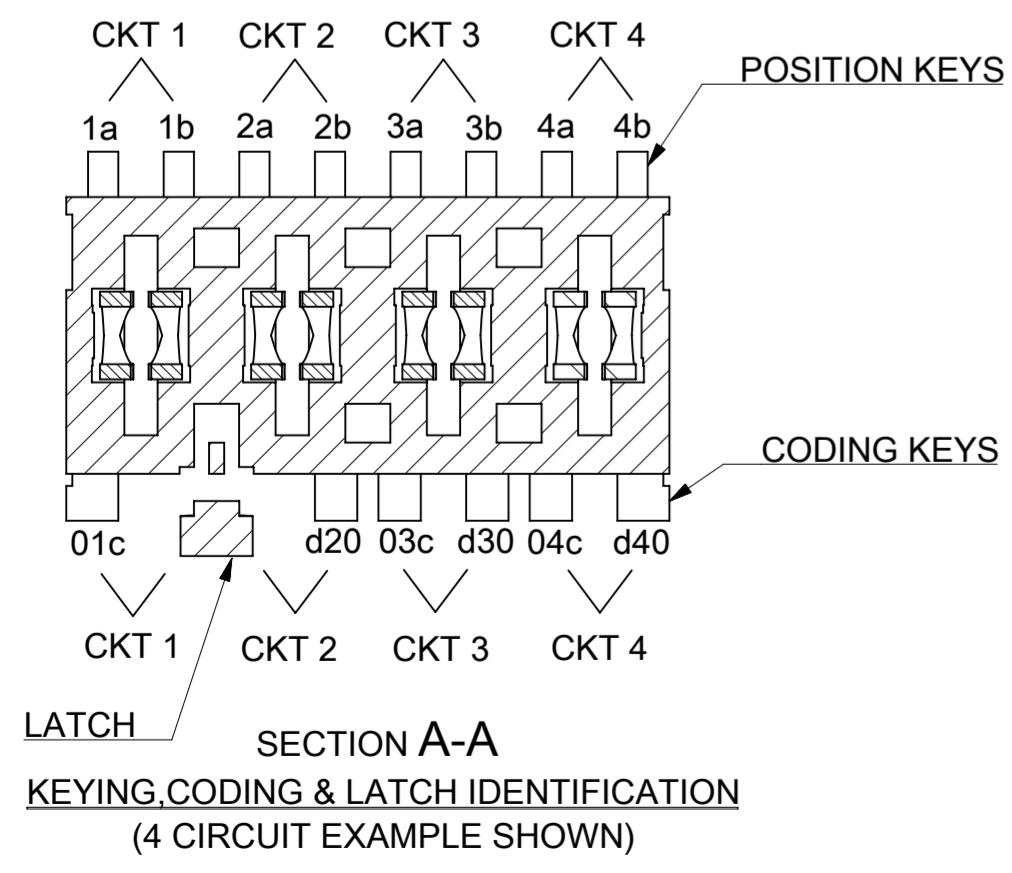 CKT 1 CKT 2 CKT 3 CKT 4
POSITION KEYS
1a 1b 2a 2b 3a 3b 4a 4b
CODING KEYS
01c d20 03c d30 04c d40
CKT 1 CKT 2 CKT 3 CKT 4
LATCH
SECTION A-A
KEYING,CODING & LATCH IDENTIFICATION
(4 CIRCUIT EXAMPLE SHOWN)